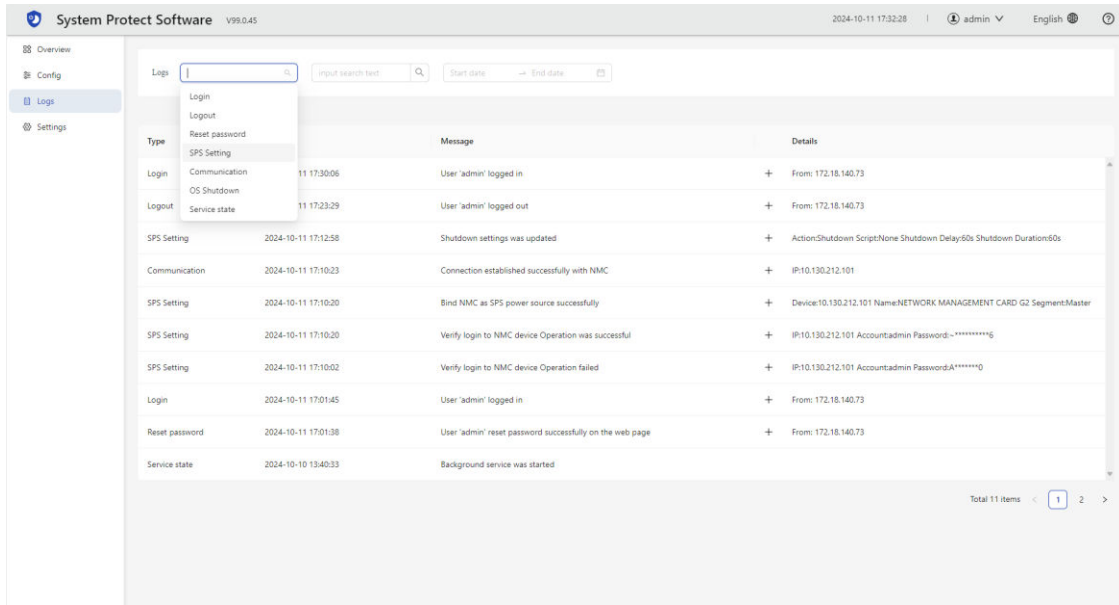 System Protect Software V99.0.45 2024-10-11 17:32:28 | admin English
Overview
Config
Logs
Settings
Logs input search text Start date → End date
Login
Logout
Reset password
SPS Setting
Communication
OS Shutdown
Service state
Type Message Details
Login 11 17:30:06 User 'admin' logged in + From: 172.18.140.73
Logout 11 17:23:29 User 'admin' logged out + From: 172.18.140.73
SPS Setting 2024-10-11 17:12:58 Shutdown settings was updated + Action:Shutdown Script:None Shutdown Delay:60s Shutdown Duration:60s
Communication 2024-10-11 17:10:23 Connection established successfully with NMC + IP:10.130.212.101
SPS Setting 2024-10-11 17:10:20 Bind NMC as SPS power source successfully + Device:10.130.212.101 Name:NETWORK MANAGEMENT CARD G2 Segment:Master
SPS Setting 2024-10-11 17:10:20 Verify login to NMC device Operation was successful + IP:10.130.212.101 Account:admin Password:~**********6
SPS Setting 2024-10-11 17:10:02 Verify login to NMC device Operation failed + IP:10.130.212.101 Account:admin Password:A*******0
Login 2024-10-11 17:01:45 User 'admin' logged in + From: 172.18.140.73
Reset password 2024-10-11 17:01:38 User 'admin' reset password successfully on the web page + From: 172.18.140.73
Service state 2024-10-10 13:40:33 Background service was started
Total 11 items < 1 2 >